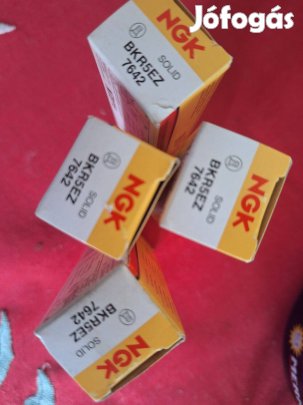 Jófogás
NGK
SOLID
BKR5EZ
7642
NGK
SOLID
BKR5EZ
7642
NGK
SOLID
BKR5EZ
7642
NGK
SOLID
BKR5EZ
7642